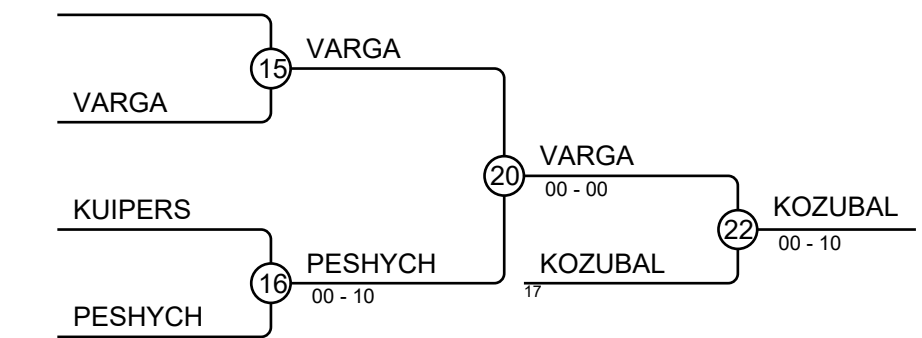 15
VARGA
VARGA
KUIPERS
16
PESHYCH
00 - 10
PESHYCH
20
VARGA
00 - 00
KOZUBAL
17
22
KOZUBAL
00 - 10